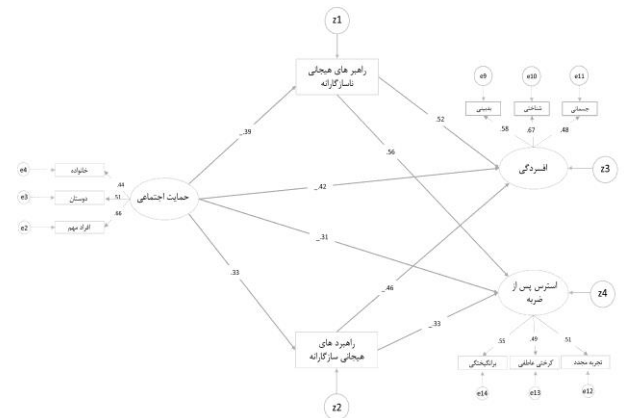 z1
راهبر های هیجانی
ناسازگارانه
e9
e10
e11
بدبینی
شناختی
جسمانی
.58
.67
.48
.52
_.39
.56
افسردگی
z3
e4
خانواده
.44
e3
دوستان
.51
حمایت اجتماعی
e2
افراد مهم
.66
_.42
_.31
.33
_.46
_.33
استرس پس از
ضربه
z4
راهبرد های
هیجانی سازگارانه
.55
.49
.51
برانگیختگی
کرختی عاطفی
تجربه مجدد
e14
e13
e12
z2